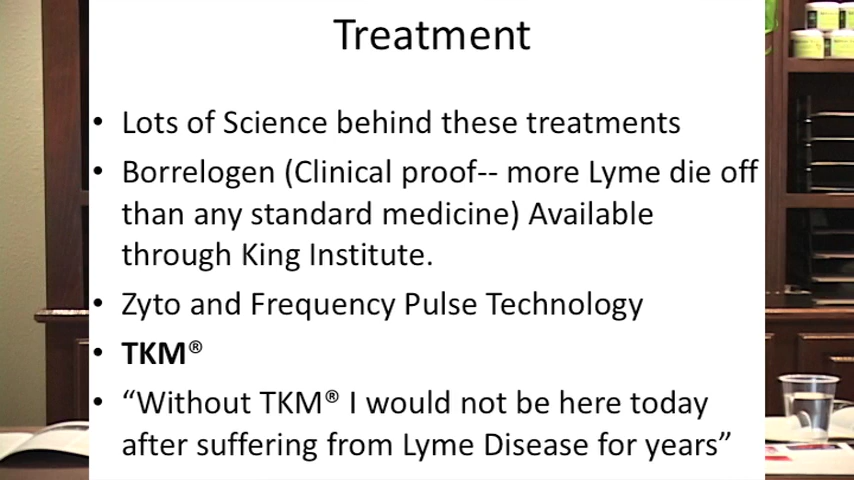 Treatment
• Lots of Science behind these treatments
• Borrelogen (Clinical proof-- more Lyme die off
than any standard medicine) Available
through King Institute.
• Zyto and Frequency Pulse Technology
• TKM®
• “Without TKM® I would not be here today
after suffering from Lyme Disease for years”